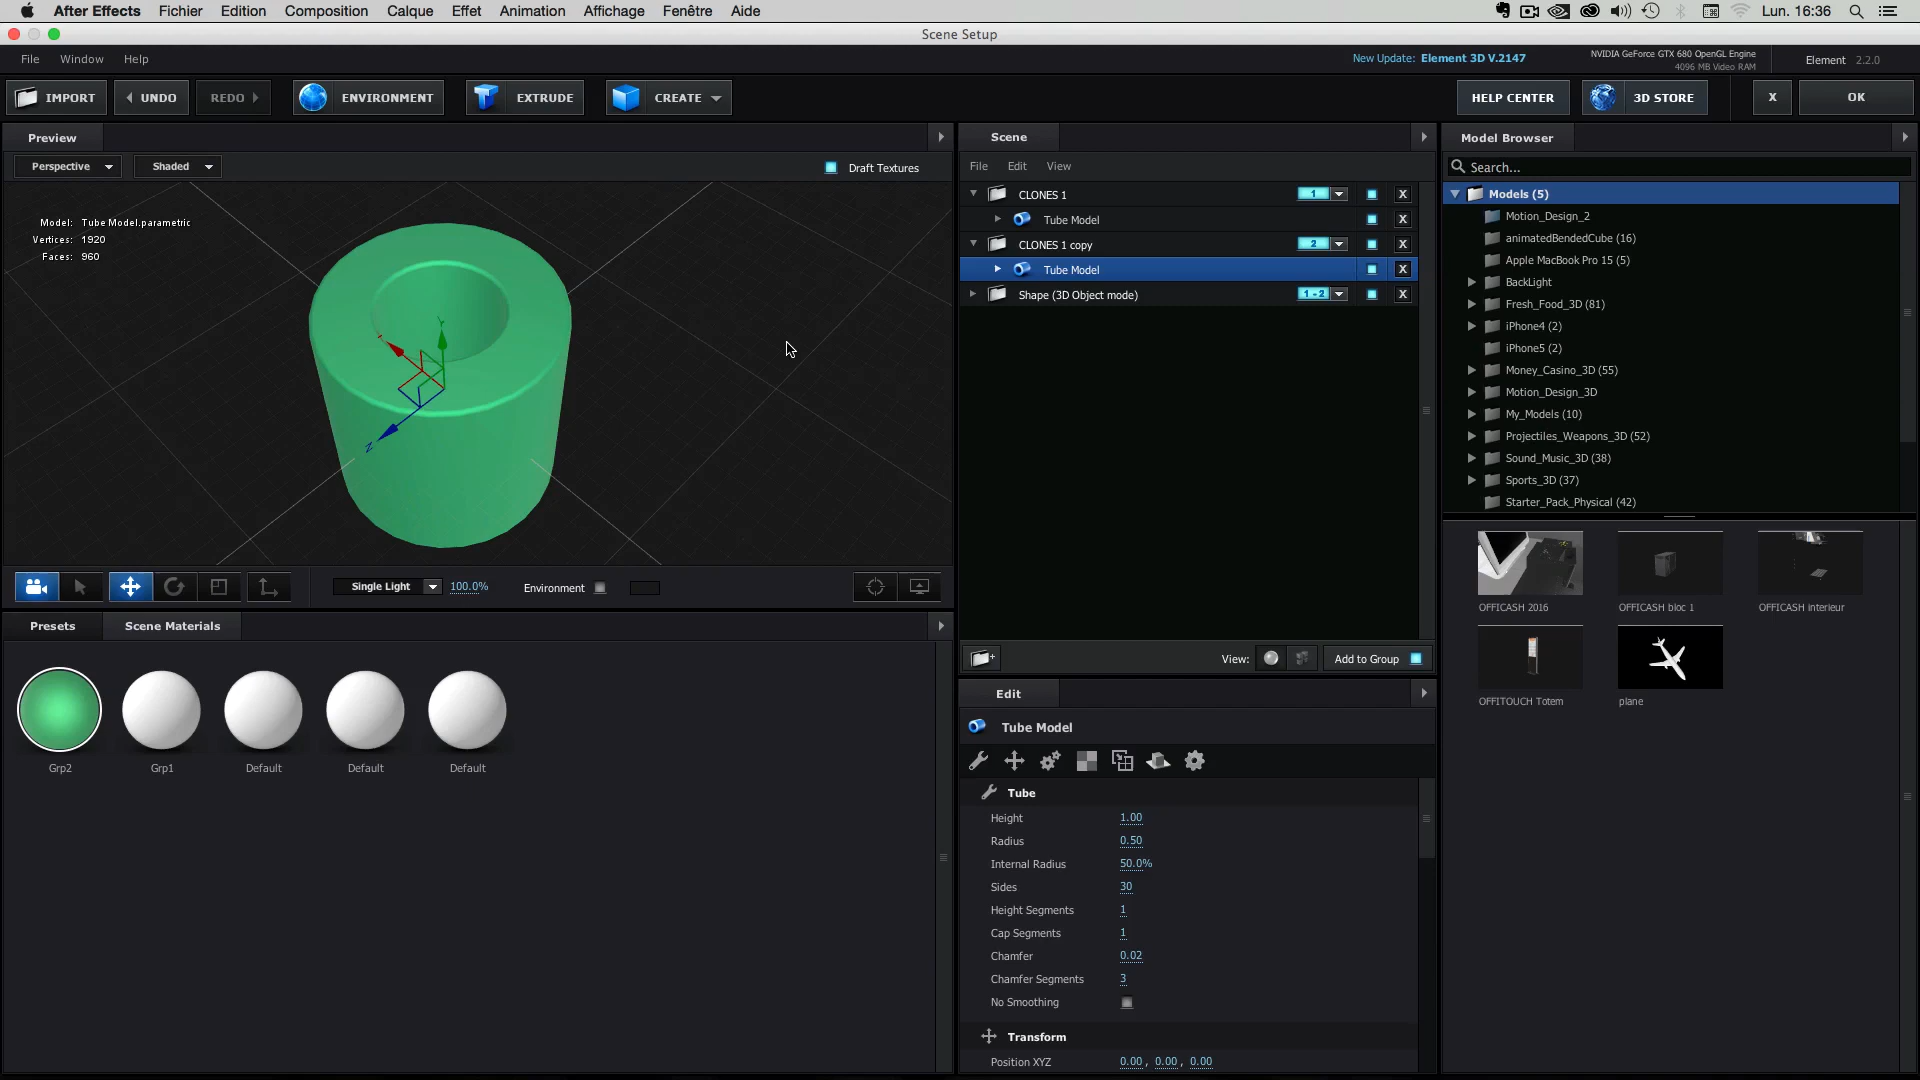 After Effects Fichier Edition Composition Calque Effet Animation Affichage Fenêtre Aide Lun. 16:36
Scene Setup
File Window Help New Update: Element 3D V.2147 NVIDIA GeForce GTX 680 OpenGL Engine
4096 MB Video RAM
Element 2.2.0
IMPORT UNDO REDO ENVIRONMENT EXTRUDE CREATE HELP CENTER 3D STORE X OK
Preview
Perspective Shaded Draft Textures
Model: Tube Model.parametric
Vertices: 1920
Faces: 960
Y
Z
Single Light 100.0% Environment
Presets Scene Materials
Grp2 Grp1 Default Default Default
Scene
File Edit View
CLONES 1 1 X
Tube Model X
CLONES 1 copy 2 X
Tube Model X
Shape (3D Object mode) 1 - 2 X
View: Add to Group
Edit
Tube Model
Tube
Height 1.00
Radius 0.50
Internal Radius 50.0%
Sides 30
Height Segments 1
Cap Segments 1
Chamfer 0.02
Chamfer Segments 3
No Smoothing
Transform
Position XYZ 0.00, 0.00, 0.00
Model Browser
Search...
Models (5)
Motion_Design_2
animatedBendedCube (16)
Apple MacBook Pro 15 (5)
BackLight
Fresh_Food_3D (81)
iPhone4 (2)
iPhone5 (2)
Money_Casino_3D (55)
Motion_Design_3D
My_Models (10)
Projectiles_Weapons_3D (52)
Sound_Music_3D (38)
Sports_3D (37)
Starter_Pack_Physical (42)
OFFICASH 2016 OFFICASH bloc 1 OFFICASH interieur
OFFITOUCH Totem plane